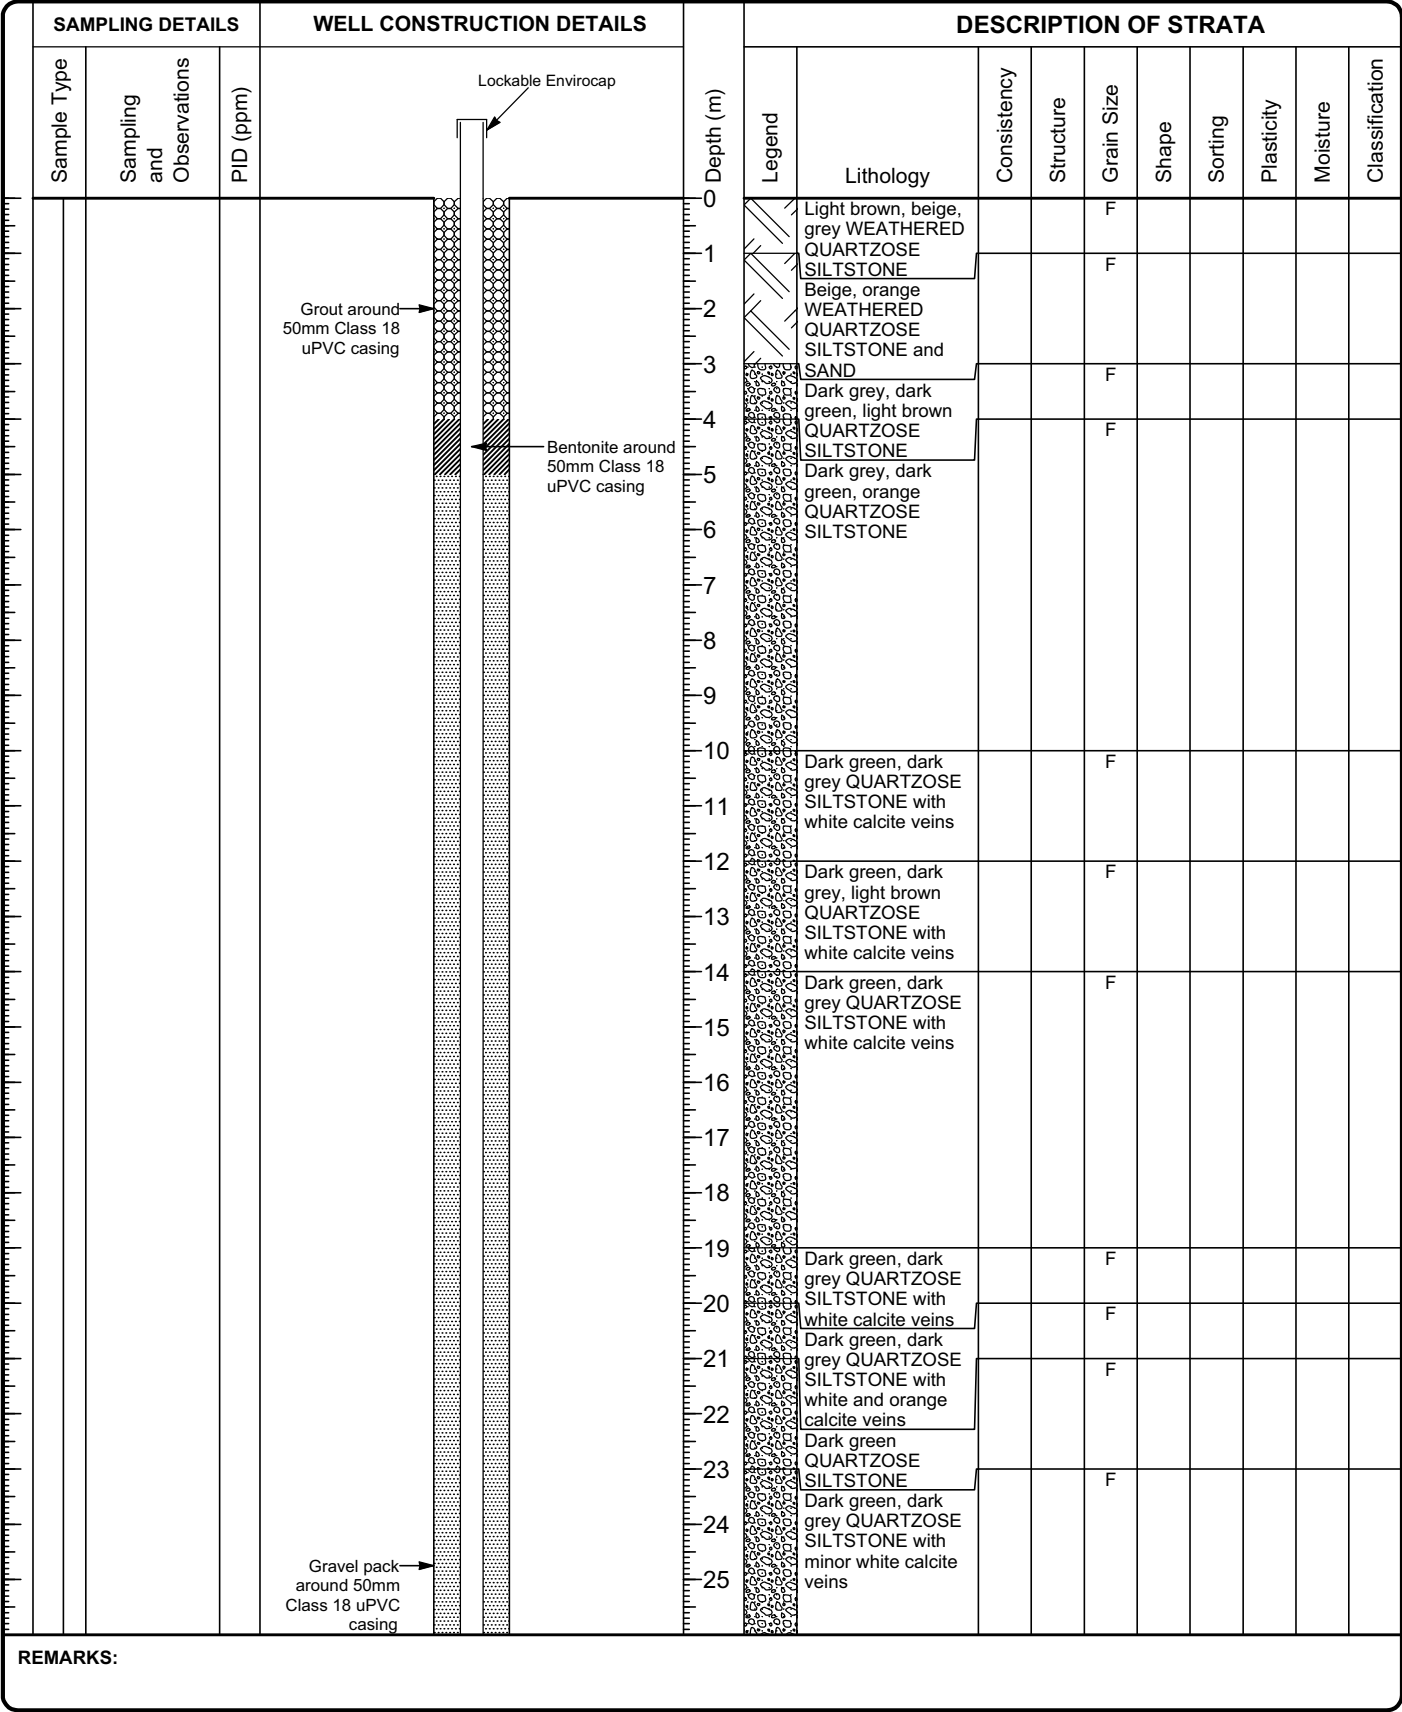 SAMPLING DETAILS
WELL CONSTRUCTION DETAILS
DESCRIPTION OF STRATA
Sample Type
Sampling
and
Observations
PID (ppm)
Lockable Envirocap
Depth (m)
Legend
Lithology
Consistency
Structure
Grain Size
Shape
Sorting
Plasticity
Moisture
Classification
0
Light brown, beige,
grey WEATHERED
QUARTZOSE
SILTSTONE
F
1
F
Beige, orange
WEATHERED
QUARTZOSE
SILTSTONE and
SAND
Grout around
50mm Class 18
uPVC casing
2
3
F
Dark grey, dark
green, light brown
QUARTZOSE
SILTSTONE
4
F
Bentonite around
50mm Class 18
uPVC casing
Dark grey, dark
green, orange
QUARTZOSE
SILTSTONE
5
6
7
8
9
10
Dark green, dark
grey QUARTZOSE
SILTSTONE with
white calcite veins
F
11
12
Dark green, dark
grey, light brown
QUARTZOSE
SILTSTONE with
white calcite veins
F
13
14
Dark green, dark
grey QUARTZOSE
SILTSTONE with
white calcite veins
F
15
16
17
18
19
Dark green, dark
grey QUARTZOSE
SILTSTONE with
white calcite veins
F
20
F
Dark green, dark
grey QUARTZOSE
SILTSTONE with
white and orange
calcite veins
21
F
22
Dark green
QUARTZOSE
SILTSTONE
23
F
Dark green, dark
grey QUARTZOSE
SILTSTONE with
minor white calcite
veins
24
Gravel pack
around 50mm
Class 18 uPVC
casing
25
REMARKS: